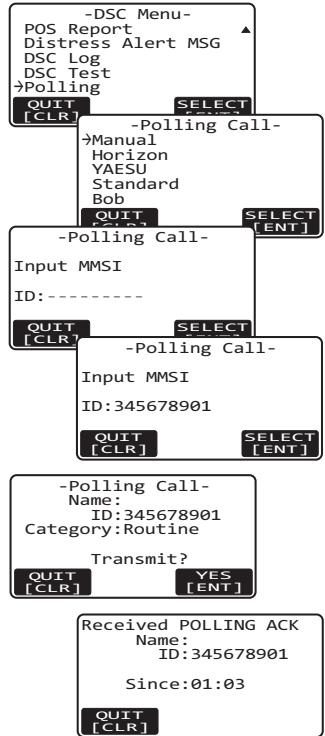 -DSC Menu-
POS Report ▲
Distress Alert MSG
DSC Log
DSC Test
→Polling
QUIT SELECT
[CLR]
-Polling Call-
→Manual
Horizon
YAESU
Standard
Bob
QUIT SELECT
[ENT]
-Polling Call-
Input MMSI
ID:---------
QUIT SELECT
[CLR]
-Polling Call-
Input MMSI
ID:345678901
QUIT SELECT
[CLR] [ENT]
-Polling Call-
Name:
ID:345678901
Category:Routine
Transmit?
QUIT YES
[CLR] [ENT]
Received POLLING ACK
Name:
ID:345678901
Since:01:03
QUIT
[CLR]